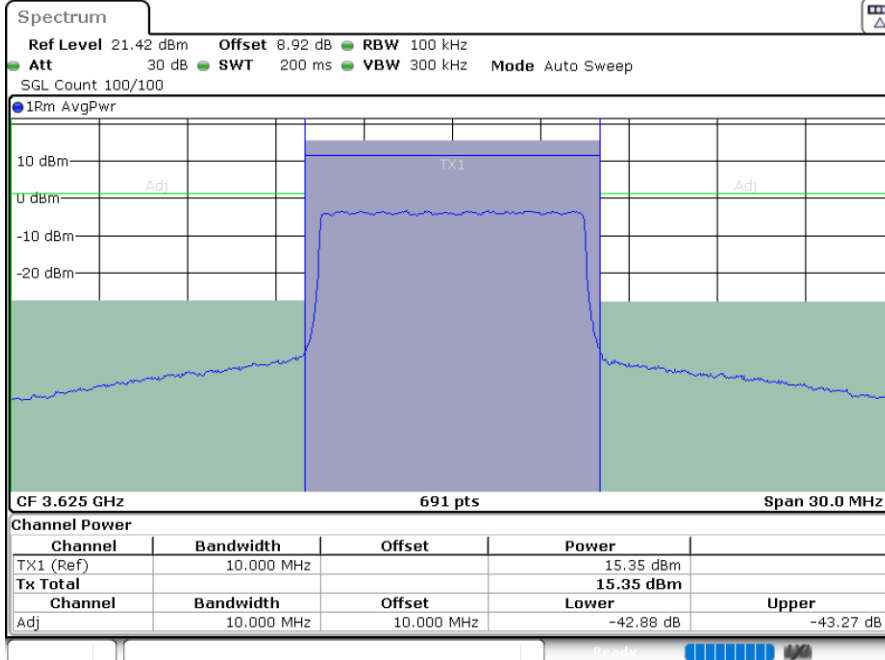 Spectrum
Ref Level 21.42 dBm Offset 8.92 dB RBW 100 kHz
Att 30 dB SWT 200 ms VBW 300 kHz Mode Auto Sweep
SGL Count 100/100
1Rm AvgPwr
10 dBm
TX1
Adj Adj
0 dBm
-10 dBm
-20 dBm
CF 3.625 GHz 691 pts Span 30.0 MHz
Channel Power
Channel Bandwidth Offset Power
TX1 (Ref) 10.000 MHz 15.35 dBm
Tx Total 15.35 dBm
Channel Bandwidth Offset Lower Upper
Adj 10.000 MHz 10.000 MHz -42.88 dB -43.27 dB
Ready